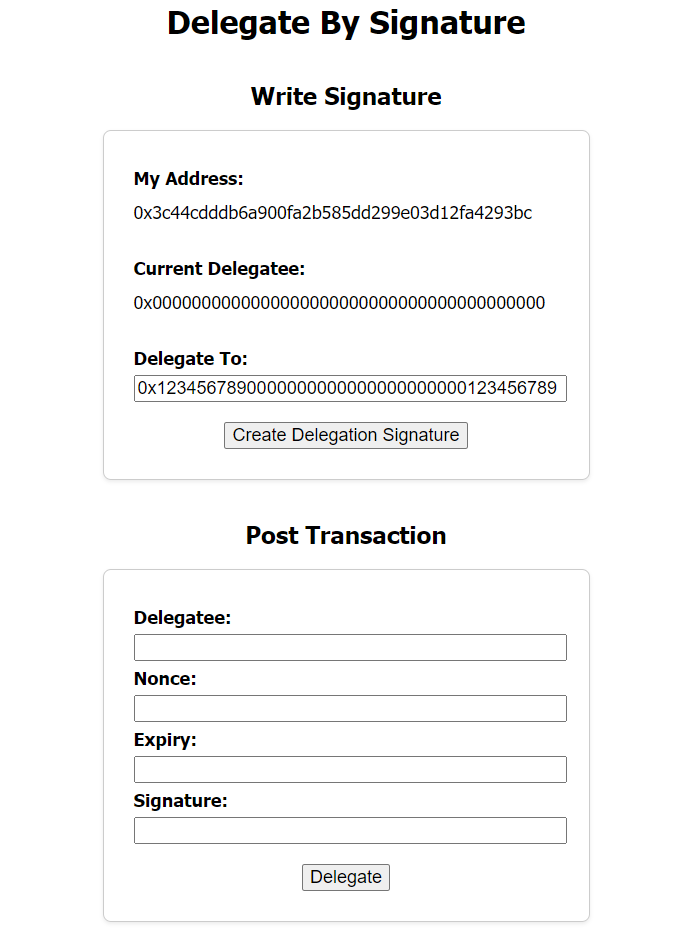 Delegate By Signature
Write Signature
My Address:
0x3c44cdddb6a900fa2b585dd299e03d12fa4293bc
Current Delegatee:
0x0000000000000000000000000000000000000000
Delegate To:
0x1234567890000000000000000000000123456789
Create Delegation Signature
Post Transaction
Delegatee:
Nonce:
Expiry:
Signature:
Delegate